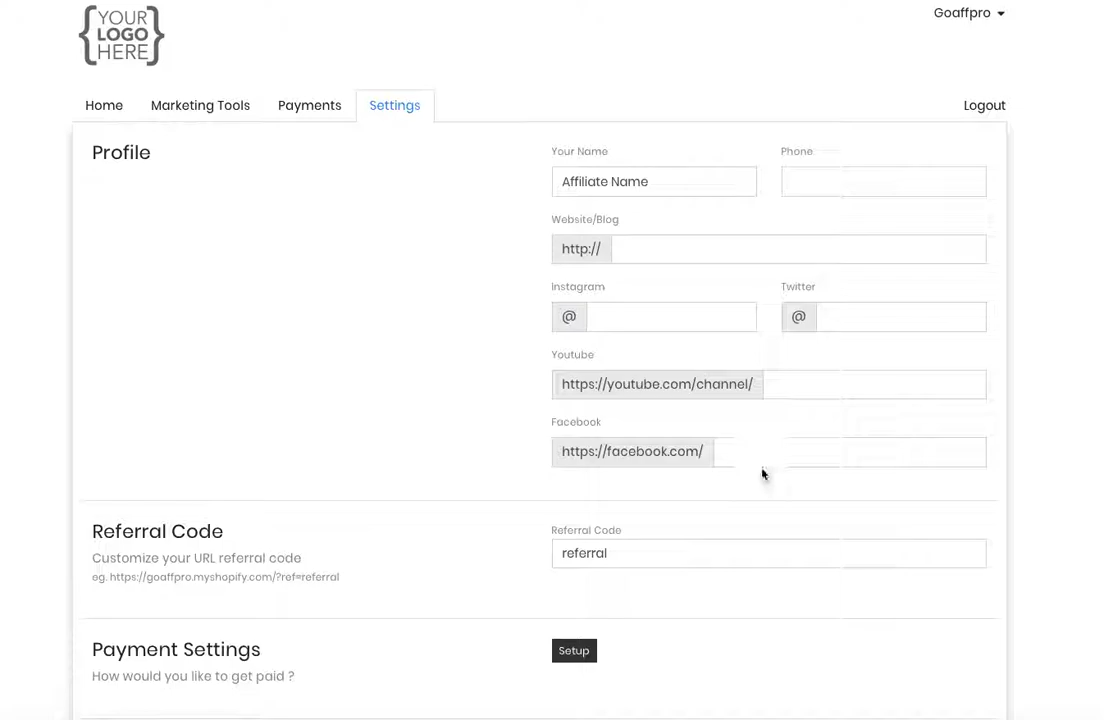 {YOUR
LOGO
HERE}
Goaffpro
Home Marketing Tools Payments Settings Logout
Profile
Your Name Phone
Affiliate Name
Website/Blog
http://
Instagram Twitter
@ @
Youtube
https://youtube.com/channel/
Facebook
https://facebook.com/
Referral Code
Customize your URL referral code
eg. https://goaffpro.myshopify.com/?ref=referral
Referral Code
referral
Payment Settings
How would you like to get paid ?
Setup